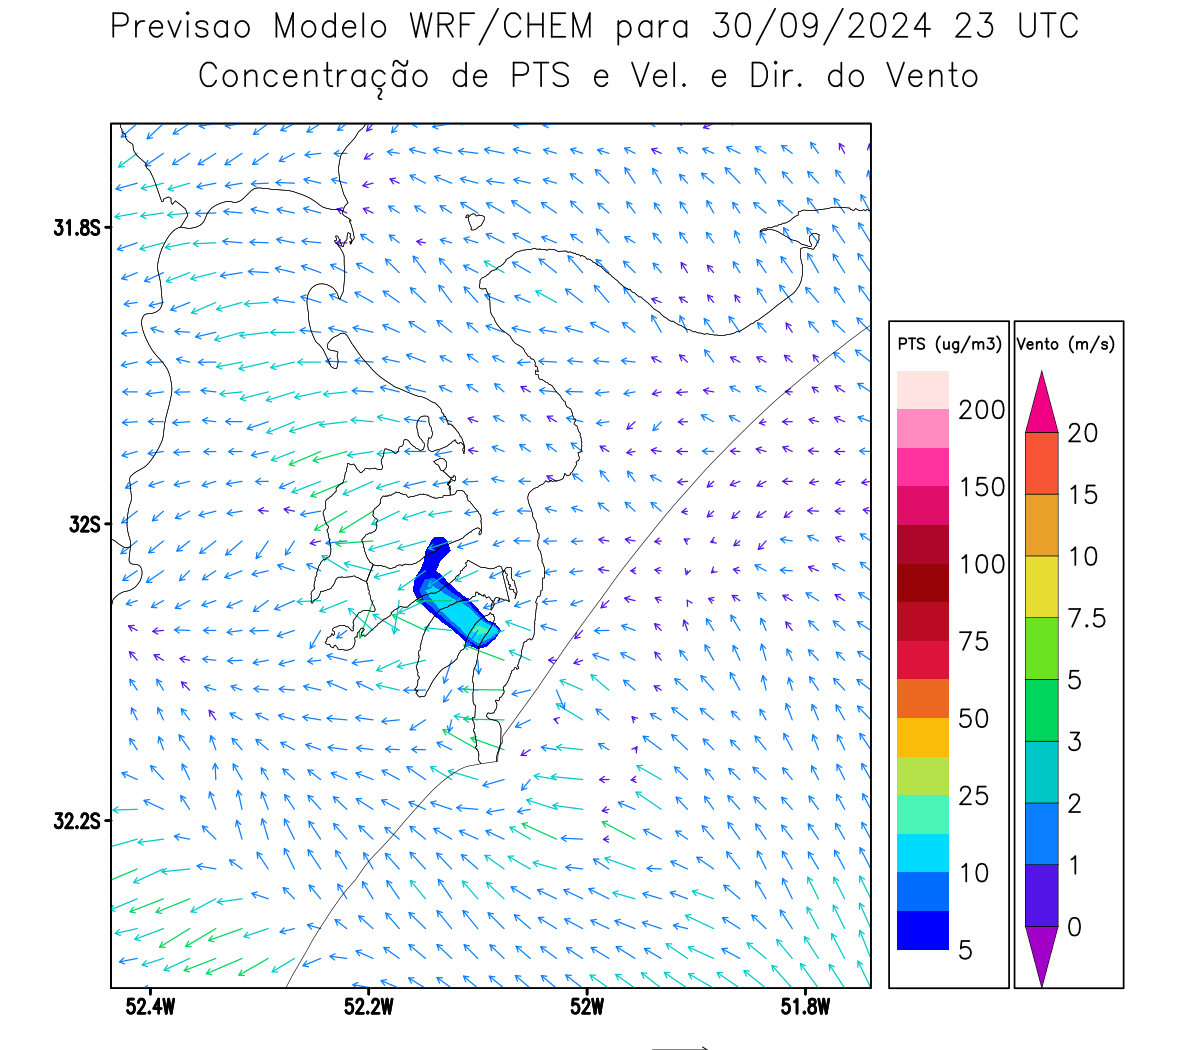 Previsao Modelo WRF/CHEM para 30/09/2024 23 UTC
Concentração de PTS e Vel. e Dir. do Vento
31.8S
32S
32.2S
52.4W
52.2W
52W
51.8W
PTS (ug/m3)
200
150
100
75
50
25
10
5
Vento (m/s)
20
15
10
7.5
5
3
2
1
0